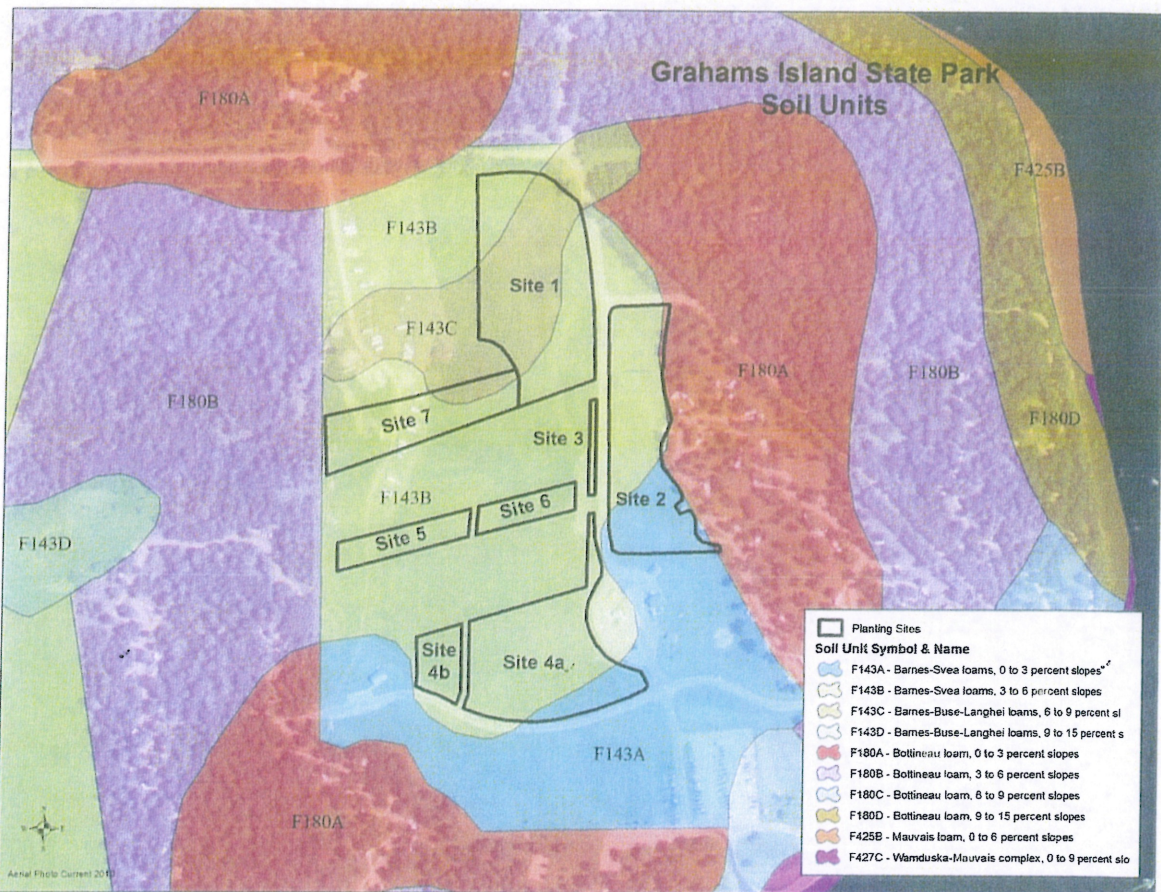 Grahams Island State Park
Soil Units
F180A
F425B
F143B
Site 1
F143C
F180A
F180B
F180B
Site 7
F180D
Site 3
F143B
Site 6
Site 2
Site 5
F143D
Site
4b
Site 4a
F143A
F180A
N
W
E
S
Aerial Photo Current
Planting Sites
Soil Unit Symbol & Name
F143A - Barnes-Svea loams, 0 to 3 percent slopes
F143B - Barnes-Svea loams, 3 to 6 percent slopes
F143C - Barnes-Buse-Langhei loams, 6 to 9 percent sl
F143D - Barnes-Buse-Langhei loams, 9 to 15 percent s
F180A - Bottineau loam, 0 to 3 percent slopes
F180B - Bottineau loam, 3 to 6 percent slopes
F180C - Bottineau loam, 6 to 9 percent slopes
F180D - Bottineau loam, 9 to 15 percent slopes
F425B - Mauvais loam, 0 to 6 percent slopes
F427C - Wamduska-Mauvais complex, 0 to 9 percent slo